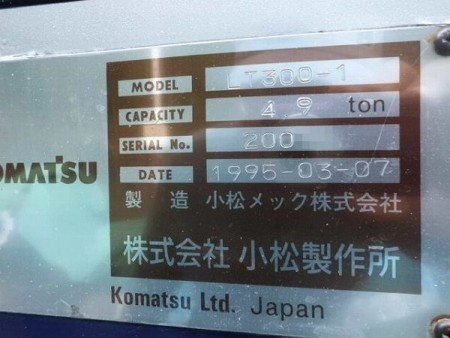 MODEL LT300-1
CAPACITY 4.9 ton
SERIAL No. 200
DATE 1995-03-07
KOMATSU
製造 小松メック株式会社
株式会社 小松製作所
Komatsu Ltd. Japan